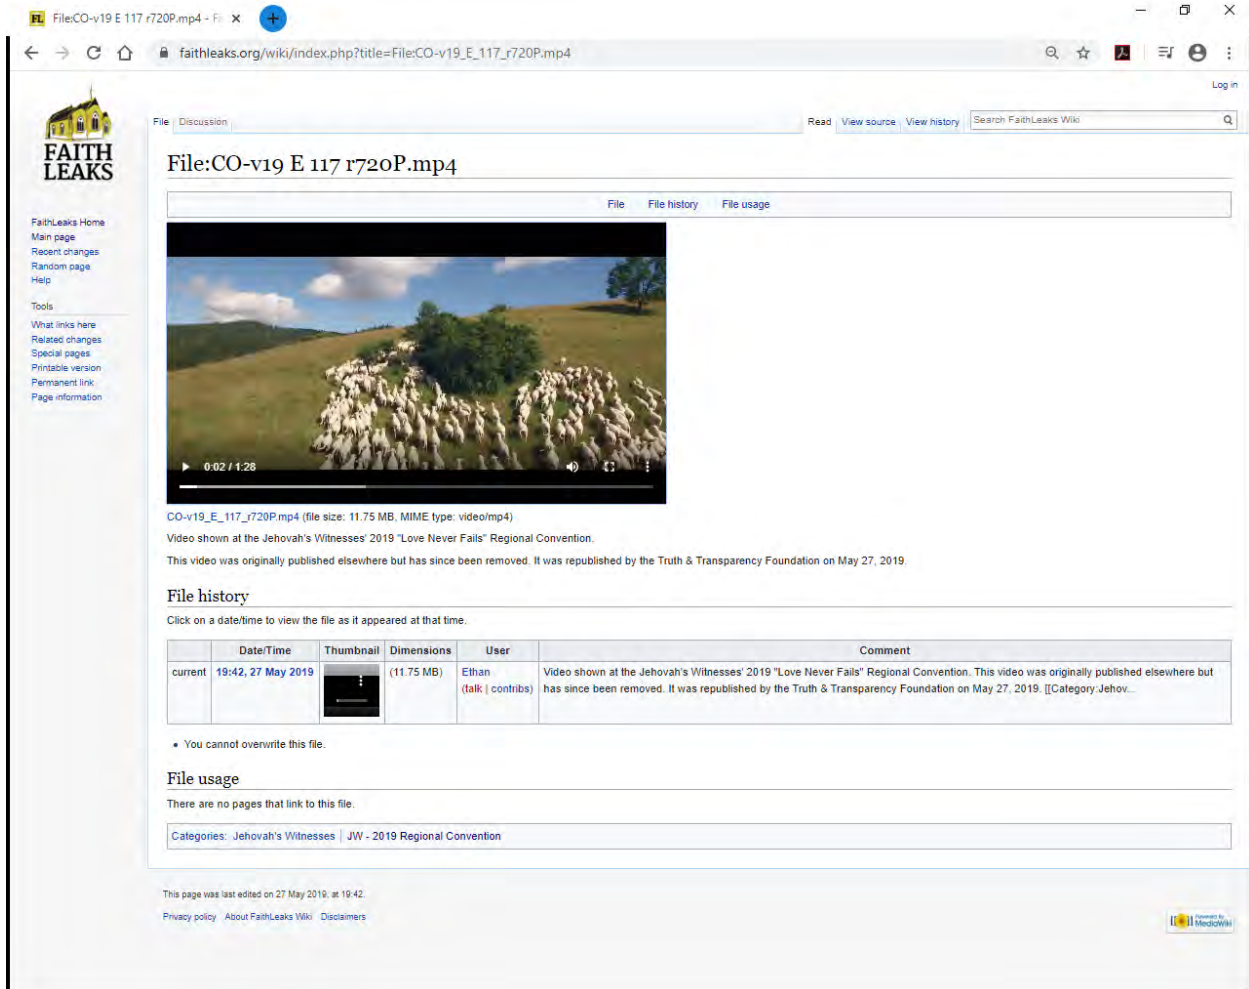 FL File:CO-v19 E 117 r720P.mp4 - F
faithleaks.org/wiki/index.php?title=File:CO-v19_E_117_r720P.mp4
Log in
FAITH
LEAKS
File Discussion
Read View source View history Search FaithLeaks Wiki
File:CO-v19 E 117 r720P.mp4
File File history File usage
FaithLeaks Home
Main page
Recent changes
Random page
Help
Tools
What links here
Related changes
Special pages
Printable version
Permanent link
Page information
0:02 / 1:28
CO-v19_E_117_r720P.mp4 (file size: 11.75 MB, MIME type: video/mp4)
Video shown at the Jehovah's Witnesses' 2019 "Love Never Fails" Regional Convention.
This video was originally published elsewhere but has since been removed. It was republished by the Truth & Transparency Foundation on May 27, 2019.
File history
Click on a date/time to view the file as it appeared at that time.
Date/Time Thumbnail Dimensions User Comment
current 19:42, 27 May 2019 (11.75 MB) Ethan Video shown at the Jehovah's Witnesses' 2019 "Love Never Fails" Regional Convention. This video was originally published elsewhere but
(talk | contribs) has since been removed. It was republished by the Truth & Transparency Foundation on May 27, 2019. [[Category:Jehov...
• You cannot overwrite this file.
File usage
There are no pages that link to this file.
Categories: Jehovah's Witnesses | JW - 2019 Regional Convention
This page was last edited on 27 May 2019, at 19:42.
Privacy policy About FaithLeaks Wiki Disclaimers
Powered by
MediaWiki